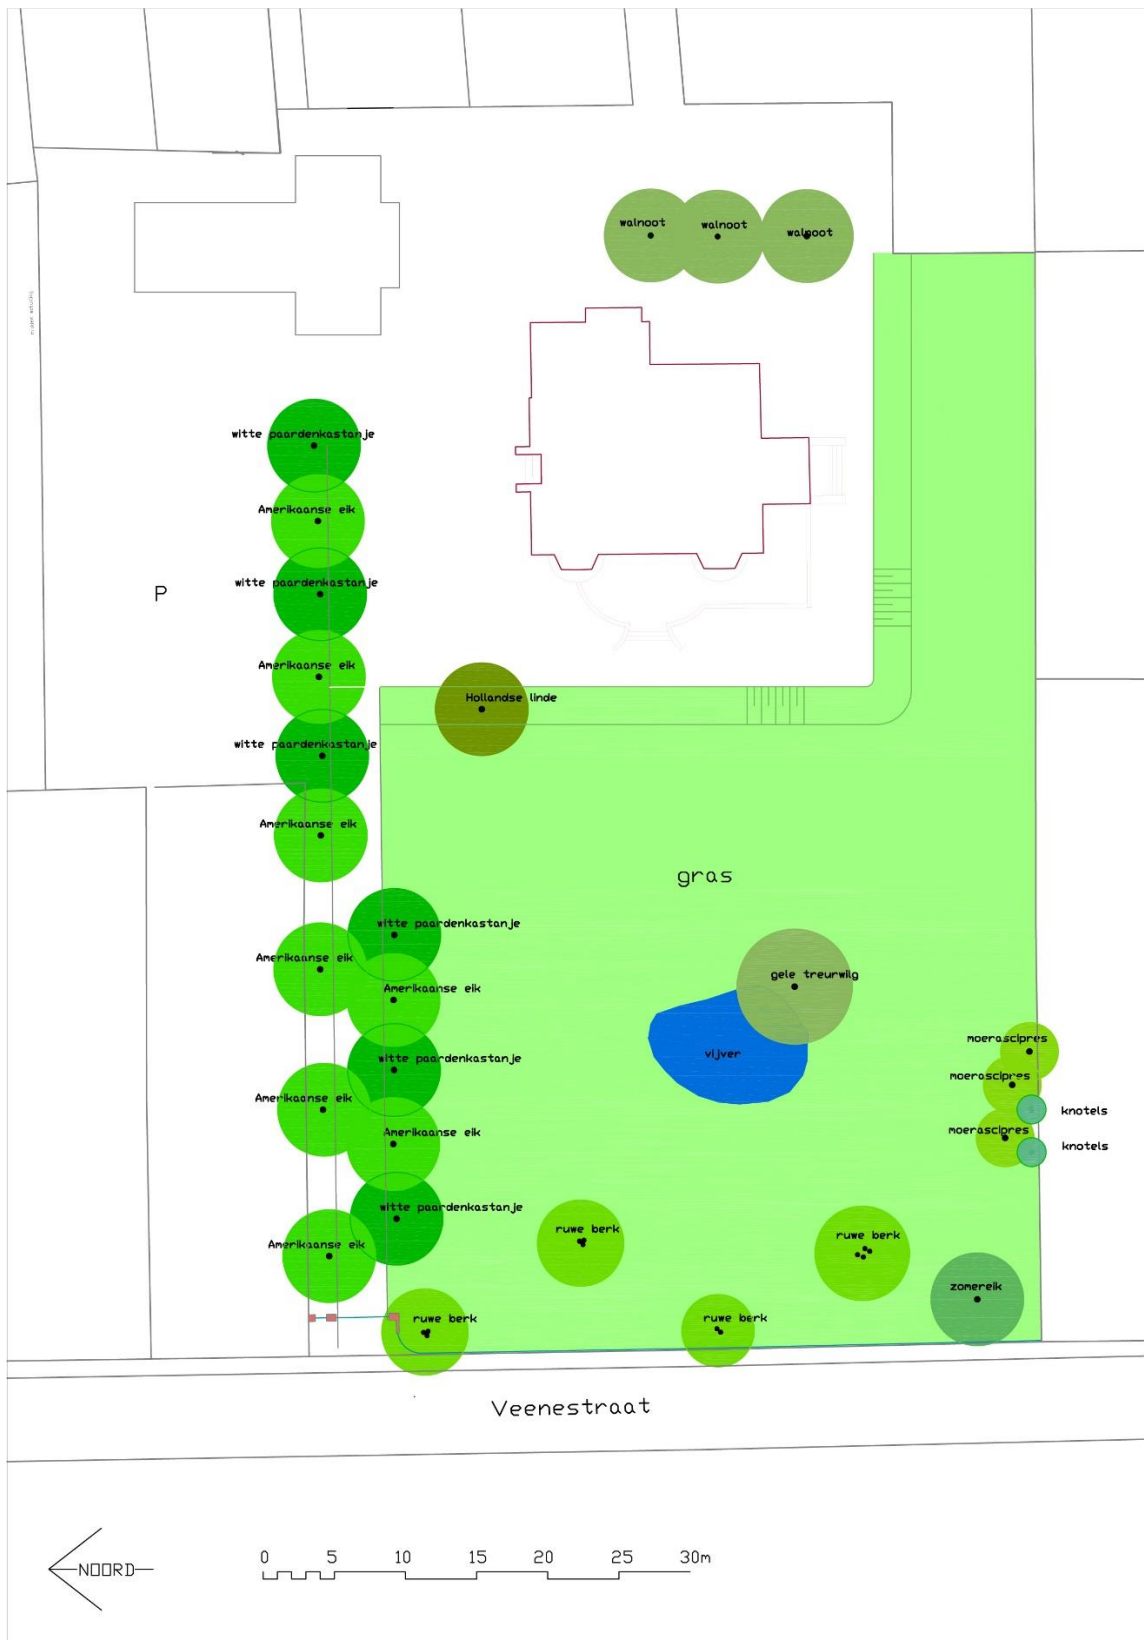 walnoot
walnoot
walnoot
witte paardenkastanje
Amerikaanse eik
witte paardenkastanje
P
Amerikaanse eik
Hollandse linde
witte paardenkastanje
Amerikaanse eik
gras
witte paardenkastanje
Amerikaanse eik
gele treurwilg
Amerikaanse eik
moerascipres
vijver
witte paardenkastanje
moerascipres
Amerikaanse eik
knotels
moerascipres
Amerikaanse eik
knotels
witte paardenkastanje
ruwe berk
ruwe berk
Amerikaanse eik
zomereik
ruwe berk
ruwe berk
Veenestraat
NOORD
0 5 10 15 20 25 30m